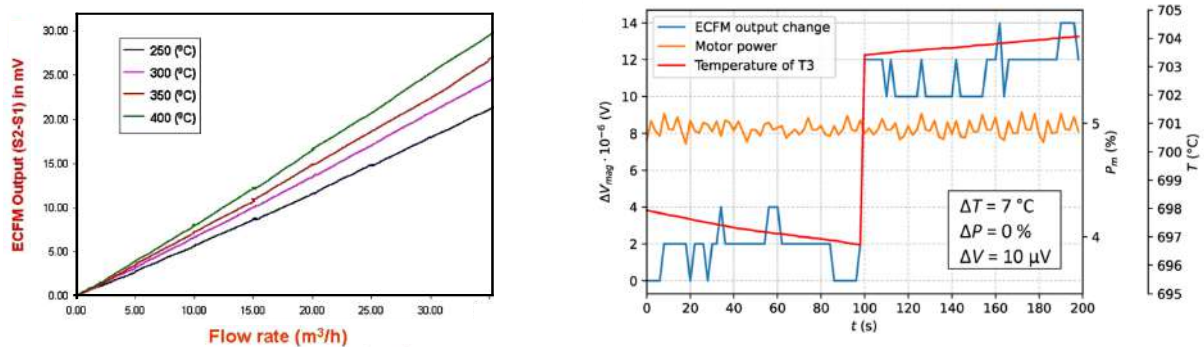 ECFM Output (S2-S1) in mV
30.00
25.00
20.00
15.00
10.00
5.00
0.00
250 (ºC)
300 (ºC)
350 (ºC)
400 (ºC)
0.00 5.00 10.00 15.00 20.00 25.00 30.00
Flow rate (m³/h)
ΔVmag · 10⁻⁶ (V)
14
12
10
8
6
4
2
0
ECFM output change
Motor power
Temperature of T3
ΔT = 7 °C
ΔP = 0 %
ΔV = 10 μV
0 20 40 60 80 100 120 140 160 180 200
t (s)
5
4
Pm (%)
705
704
703
702
701
700
699
698
697
696
695
T (°C)